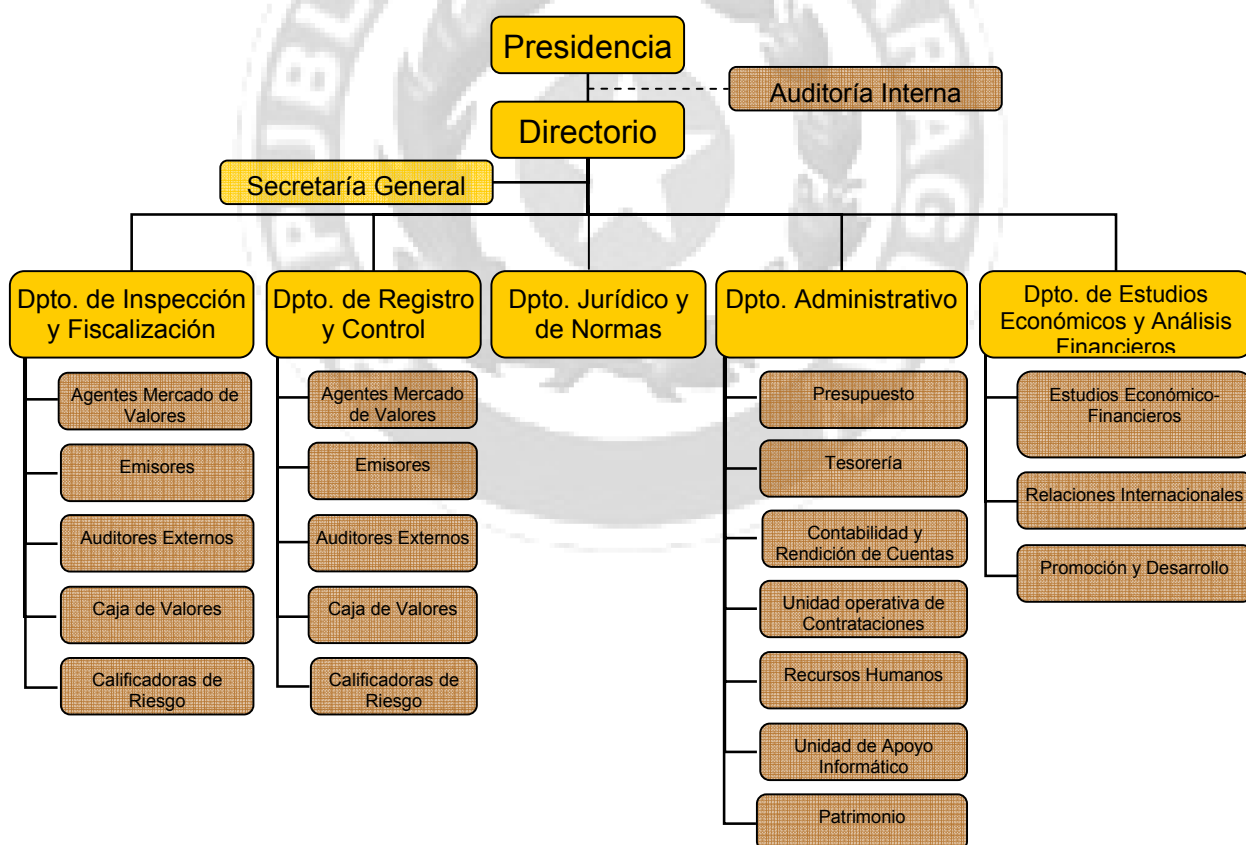 Presidencia
Auditoría Interna
Directorio
Secretaría General
Dpto. de Inspección
y Fiscalización
Dpto. de Registro
y Control
Dpto. Jurídico y
de Normas
Dpto. Administrativo
Dpto. de Estudios
Económicos y Análisis
Financieros
Agentes Mercado de
Valores
Emisores
Auditores Externos
Caja de Valores
Calificadoras de
Riesgo
Agentes Mercado
de Valores
Emisores
Auditores Externos
Caja de Valores
Calificadoras de
Riesgo
Presupuesto
Tesorería
Contabilidad y
Rendición de Cuentas
Unidad operativa de
Contrataciones
Recursos Humanos
Unidad de Apoyo
Informático
Patrimonio
Estudios Económico-
Financieros
Relaciones Internacionales
Promoción y Desarrollo